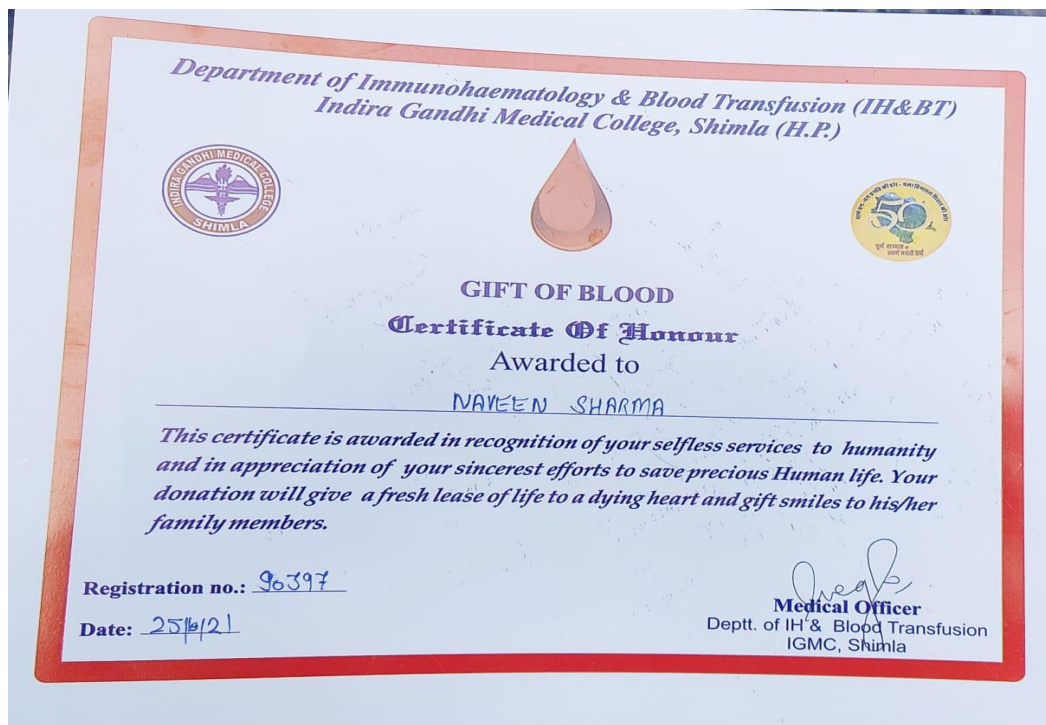 Department of Immunohaematology & Blood Transfusion (IH&BT)
Indira Gandhi Medical College, Shimla (H.P.)
INDIRA GANDHI MEDICAL COLLEGE
SHIMLA
50
GIFT OF BLOOD
Certificate Of Honour
Awarded to
NAVEEN SHARMA
This certificate is awarded in recognition of your selfless services to humanity
and in appreciation of your sincerest efforts to save precious Human life. Your
donation will give a fresh lease of life to a dying heart and gift smiles to his/her
family members.
Registration no.: 90397
Date: 25/6/21
Medical Officer
Deptt. of IH & Blood Transfusion
IGMC, Shimla